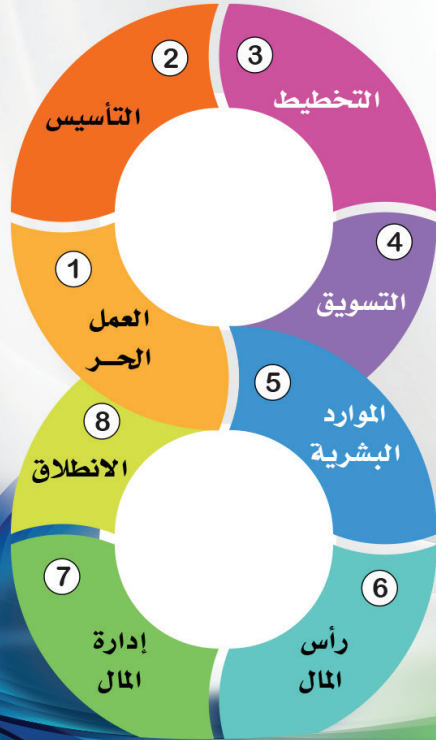 1
العمل
الحـــر
2
التأسيس
3
التخطيط
4
التسويق
5
الموارد
البشرية
6
رأس
المال
7
إدارة
المال
8
الانطلاق